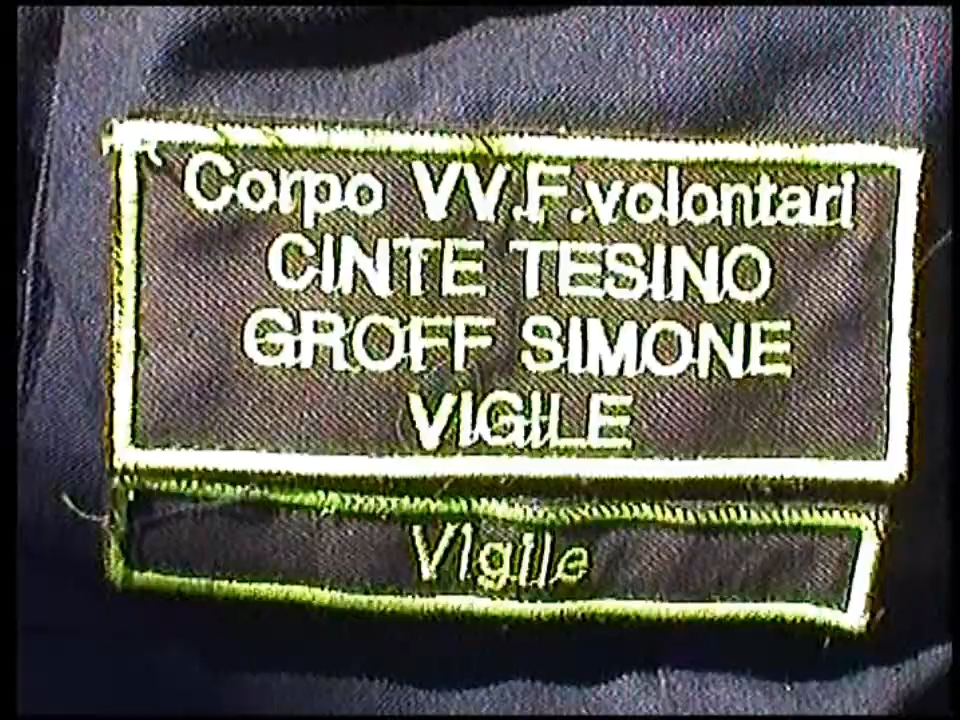 Corpo VV.F.volontari
CINTE TESINO
GROFF SIMONE
VIGILE
Vigile